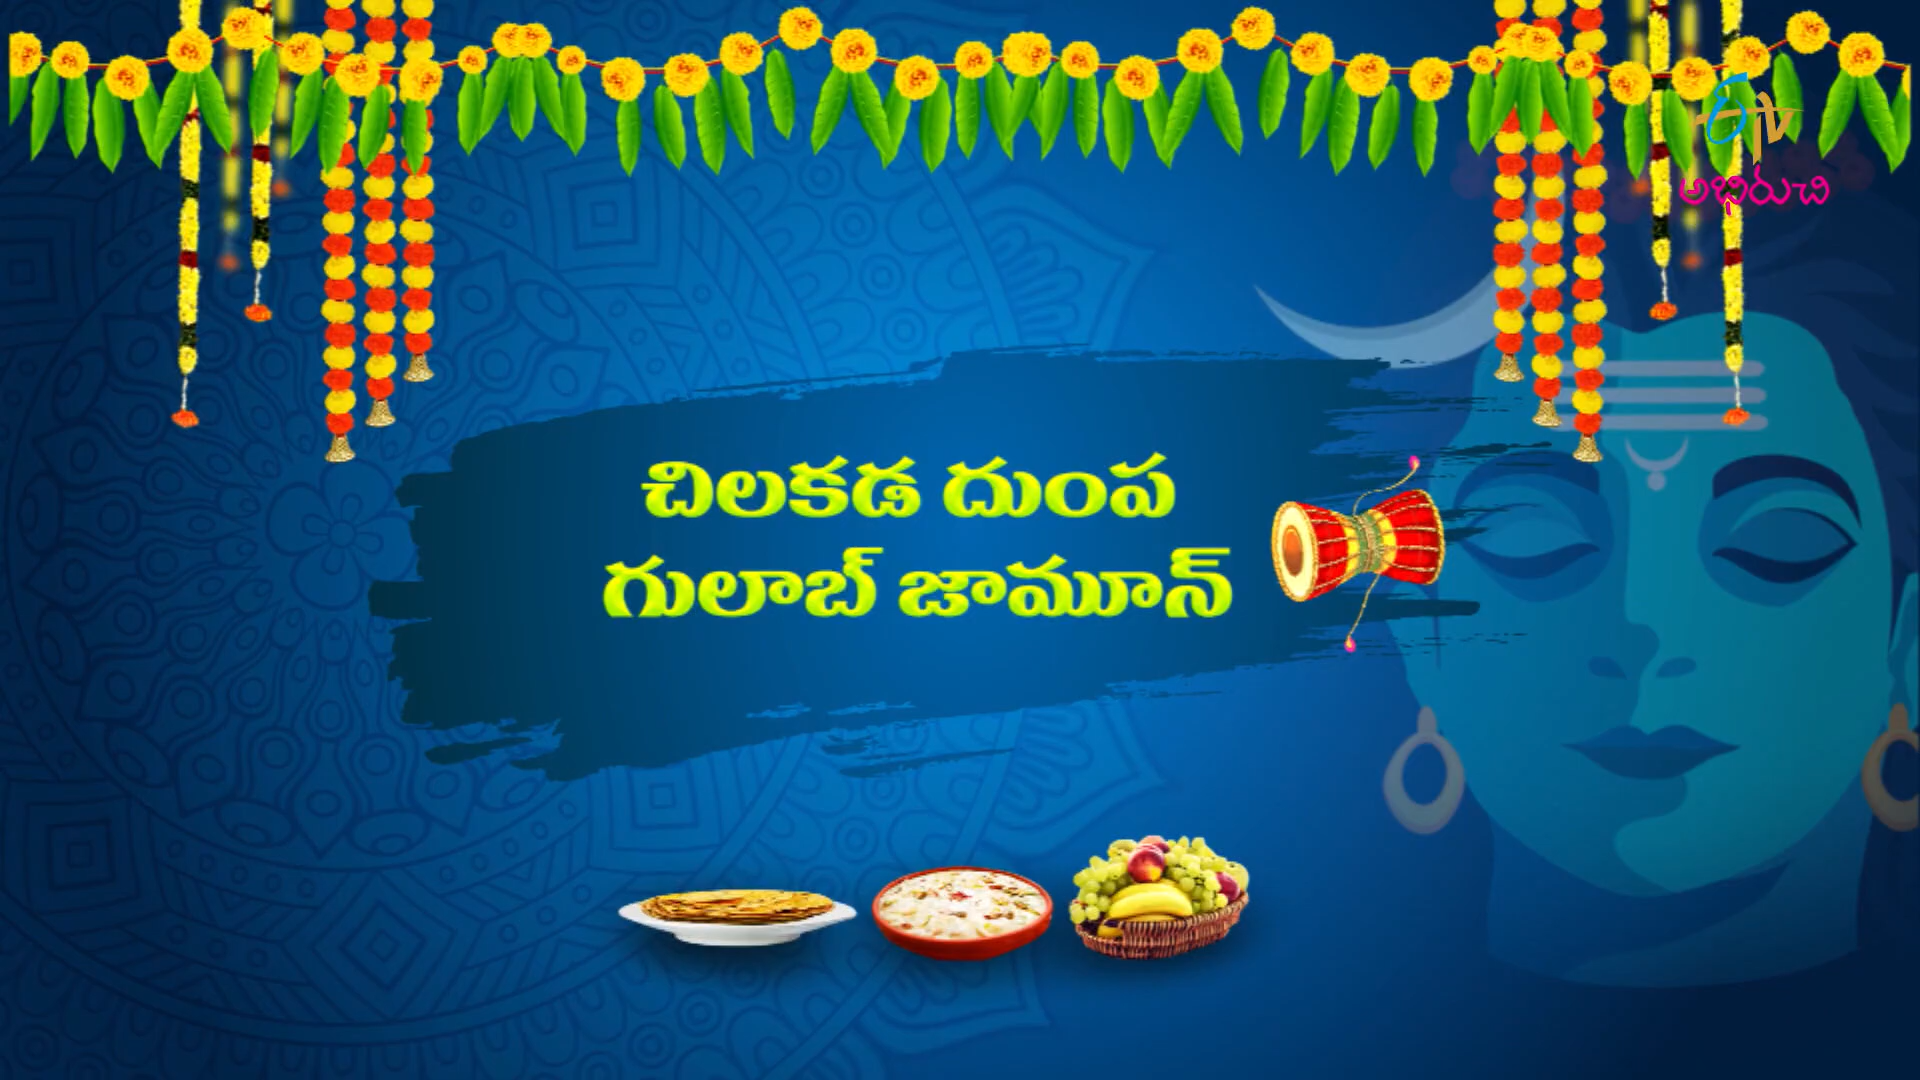 etv
అభిరుచి
చిలకడ దుంప
గులాబ్ జామూన్